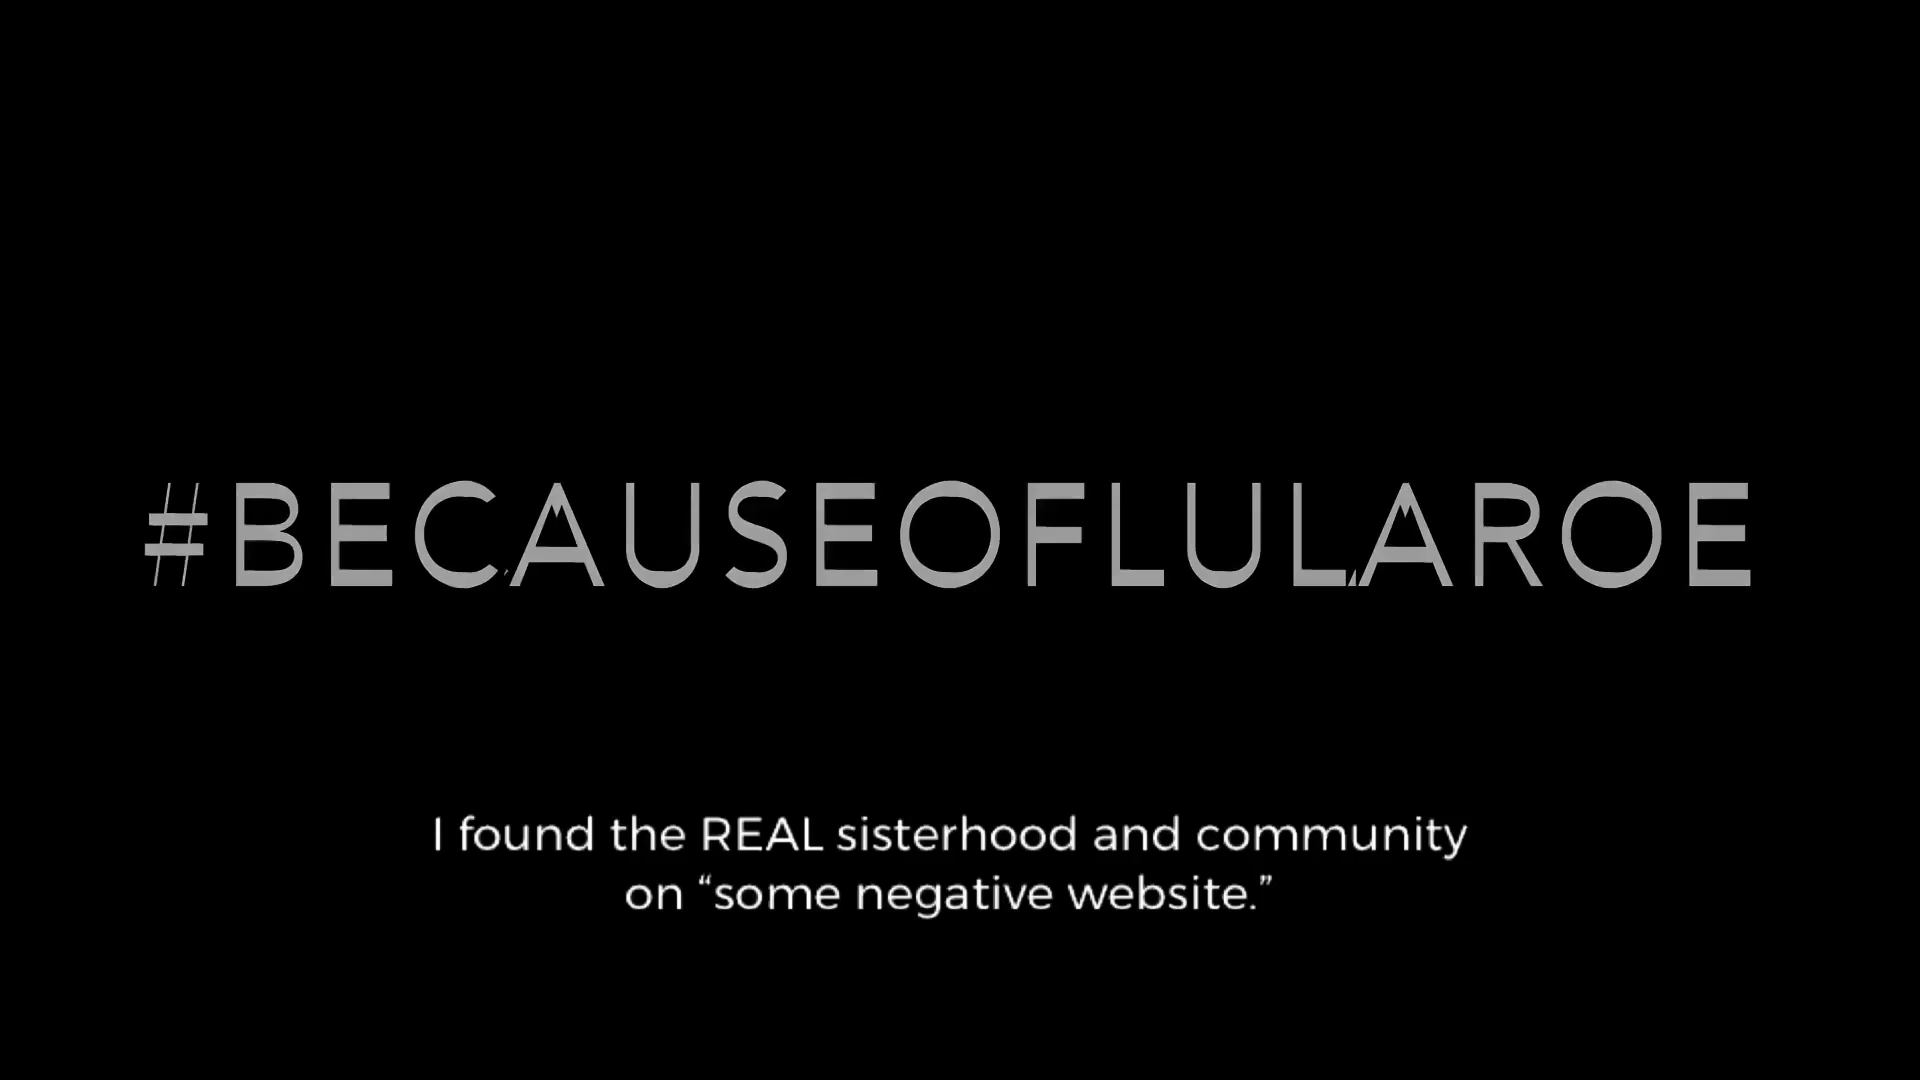 #BECAUSEOFLULAROE
I found the REAL sisterhood and community
on “some negative website.”